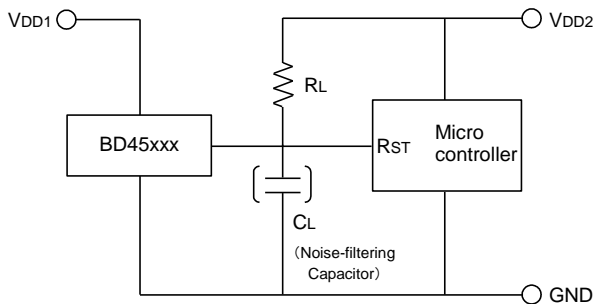 VDD1
VDD2
RL
BD45xxx
RST
Micro
controller
CL
（Noise-filtering
Capacitor）
GND